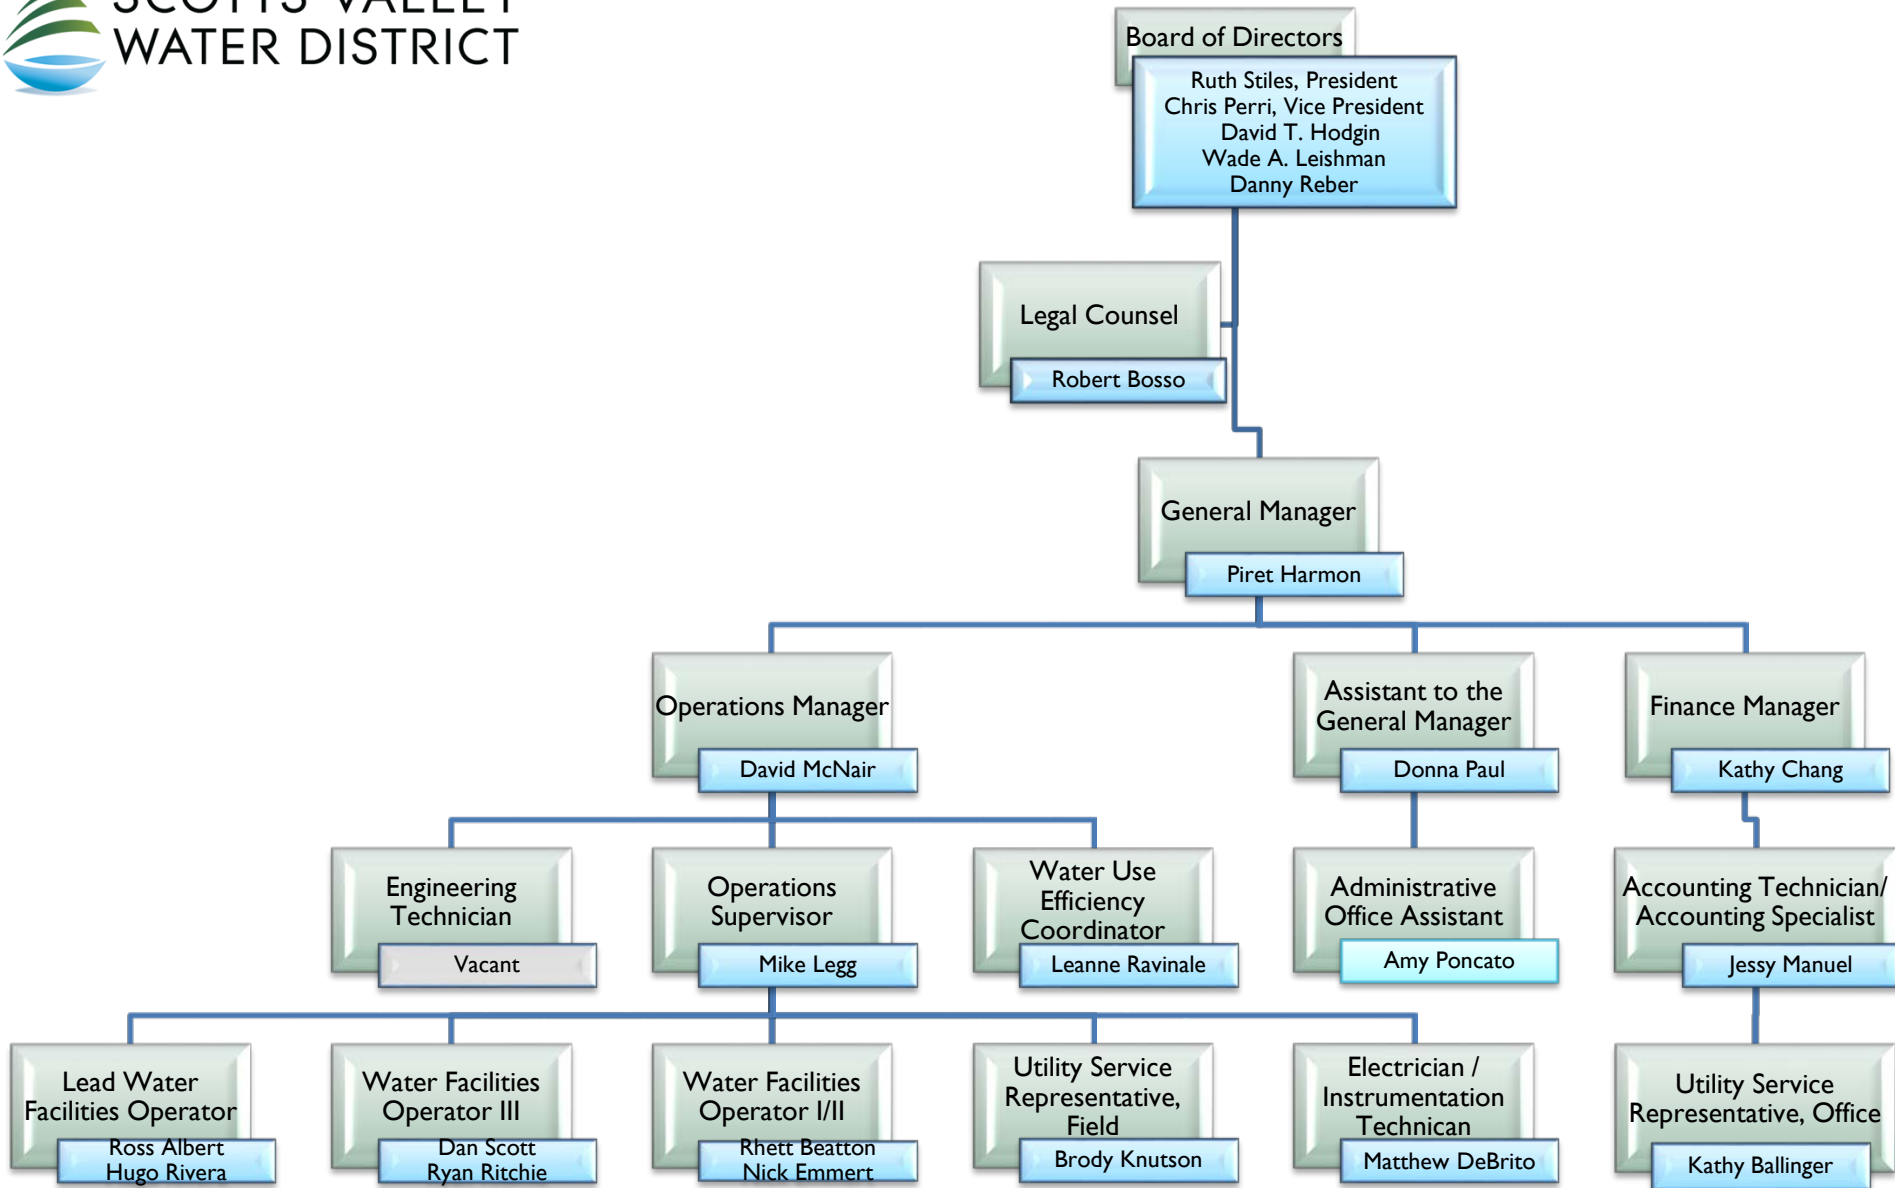 SCOTTS VALLEY
WATER DISTRICT
Board of Directors
Ruth Stiles, President
Chris Perri, Vice President
David T. Hodgin
Wade A. Leishman
Danny Reber
Legal Counsel
Robert Bosso
General Manager
Piret Harmon
Operations Manager
David McNair
Assistant to the
General Manager
Donna Paul
Finance Manager
Kathy Chang
Engineering
Technician
Vacant
Operations
Supervisor
Mike Legg
Water Use
Efficiency
Coordinator
Leanne Ravinale
Administrative
Office Assistant
Amy Poncato
Accounting Technician/
Accounting Specialist
Jessy Manuel
Lead Water
Facilities Operator
Ross Albert
Hugo Rivera
Water Facilities
Operator III
Dan Scott
Ryan Ritchie
Water Facilities
Operator I/II
Rhett Beatton
Nick Emmert
Utility Service
Representative,
Field
Brody Knutson
Electrician /
Instrumentation
Technican
Matthew DeBrito
Utility Service
Representative, Office
Kathy Ballinger